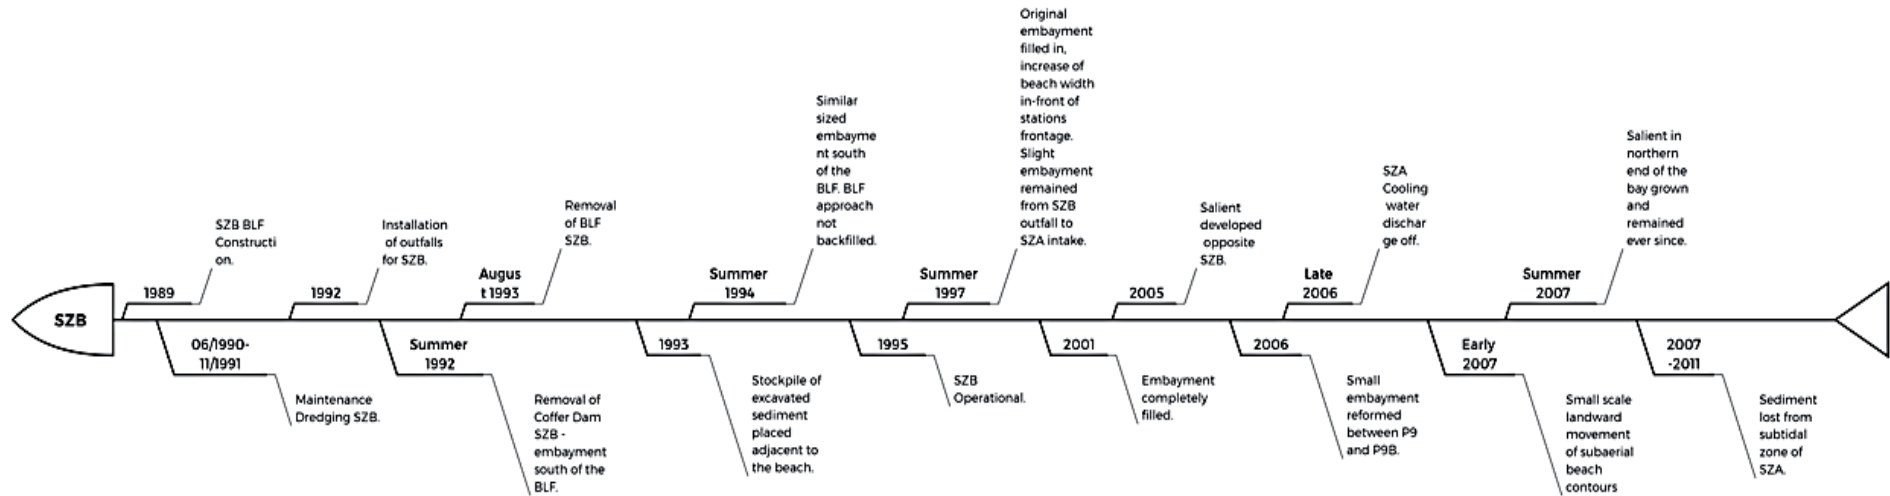 SZB
1989
SZB BLF
Constructi
on.
06/1990-
11/1991
Maintenance
Dredging SZB.
1992
Installation
of outfalls
for SZB.
Summer
1992
Removal of
Coffer Dam
SZB -
embayment
south of the
BLF.
Augus
t 1993
Removal
of BLF
SZB.
1993
Stockpile of
excavated
sediment
placed
adjacent to
the beach.
Summer
1994
Similar
sized
embayme
nt south
of the
BLF. BLF
approach
not
backfilled.
1995
SZB
Operational.
Summer
1997
Original
embayment
filled in,
increase of
beach width
in-front of
stations
frontage.
Slight
embayment
remained
from SZB
outfall to
SZA intake.
2001
Embayment
completely
filled.
2005
Salient
developed
opposite
SZB.
2006
Small
embayment
reformed
between P9
and P9B.
Late
2006
SZA
Cooling
water
dischar
ge off.
Early
2007
Small scale
landward
movement
of subaerial
beach
contours
Summer
2007
Salient in
northern
end of the
bay grown
and
remained
ever since.
2007
-2011
Sediment
lost from
subtidal
zone of
SZA.